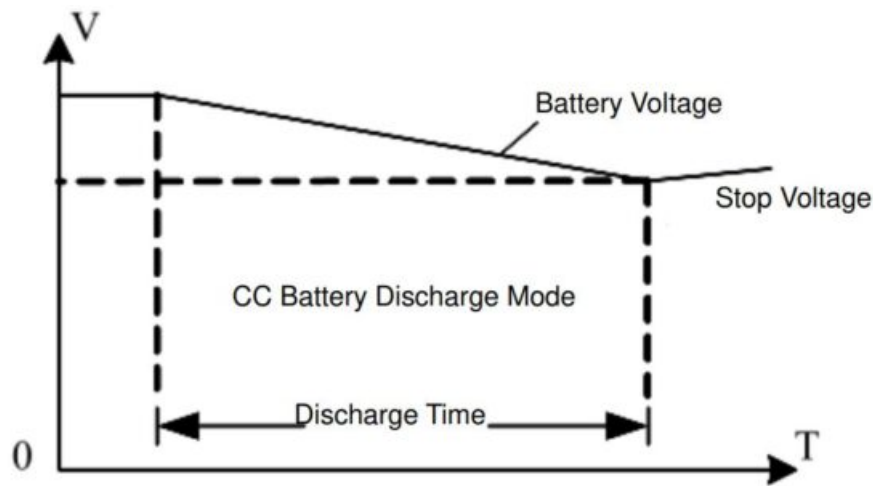 V
Battery Voltage
Stop Voltage
CC Battery Discharge Mode
Discharge Time
0
T